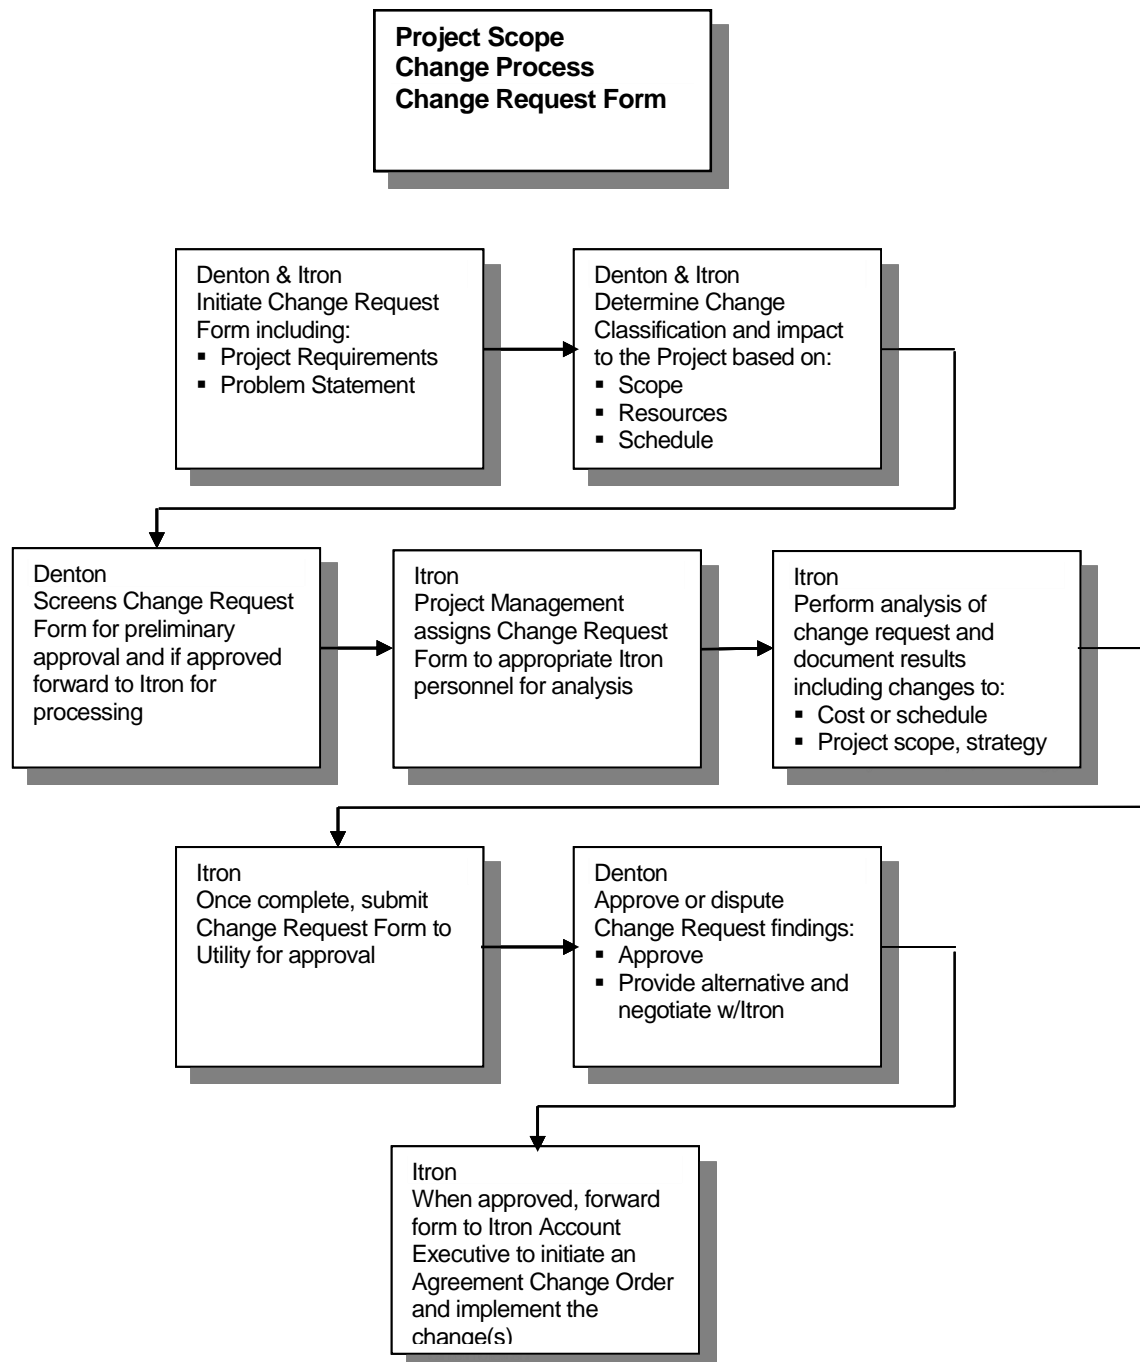 Project Scope
Change Process
Change Request Form
Denton & Itron
Initiate Change Request
Form including:
▪ Project Requirements
▪ Problem Statement
Denton & Itron
Determine Change
Classification and impact
to the Project based on:
▪ Scope
▪ Resources
▪ Schedule
Denton
Screens Change Request
Form for preliminary
approval and if approved
forward to Itron for
processing
Itron
Project Management
assigns Change Request
Form to appropriate Itron
personnel for analysis
Itron
Perform analysis of
change request and
document results
including changes to:
▪ Cost or schedule
▪ Project scope, strategy
Itron
Once complete, submit
Change Request Form to
Utility for approval
Denton
Approve or dispute
Change Request findings:
▪ Approve
▪ Provide alternative and
negotiate w/Itron
Itron
When approved, forward
form to Itron Account
Executive to initiate an
Agreement Change Order
and implement the
change(s)